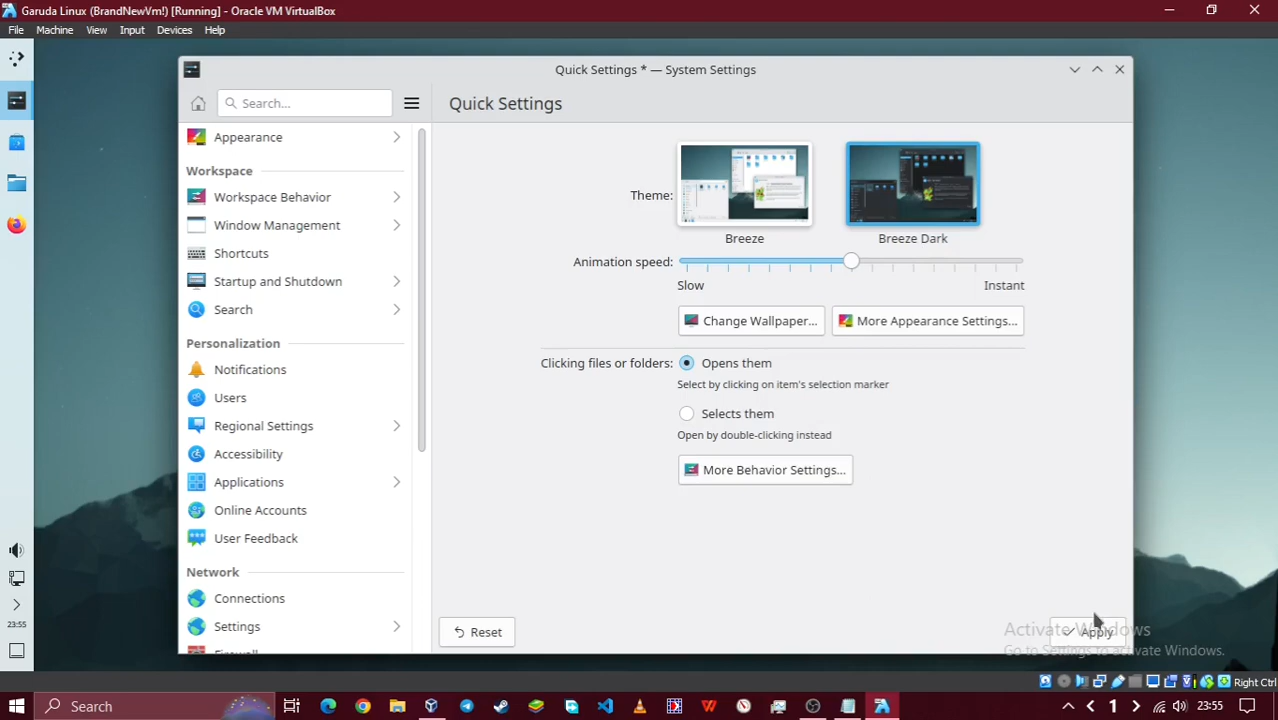 Garuda Linux (BrandNewVm!) [Running] - Oracle VM VirtualBox
File Machine View Input Devices Help
Quick Settings * — System Settings
Search...
Quick Settings
Appearance
Workspace
Workspace Behavior
Window Management
Shortcuts
Startup and Shutdown
Search
Personalization
Notifications
Users
Regional Settings
Accessibility
Applications
Online Accounts
User Feedback
Network
Connections
Settings
Firewall
Theme:
Breeze
Breeze Dark
Animation speed:
Slow
Instant
Change Wallpaper...
More Appearance Settings...
Clicking files or folders:
Opens them
Select by clicking on item's selection marker
Selects them
Open by double-clicking instead
More Behavior Settings...
Reset
Apply
Activate Windows
Go to Settings to activate Windows.
23:55
Right Ctrl
Search
1
23:55